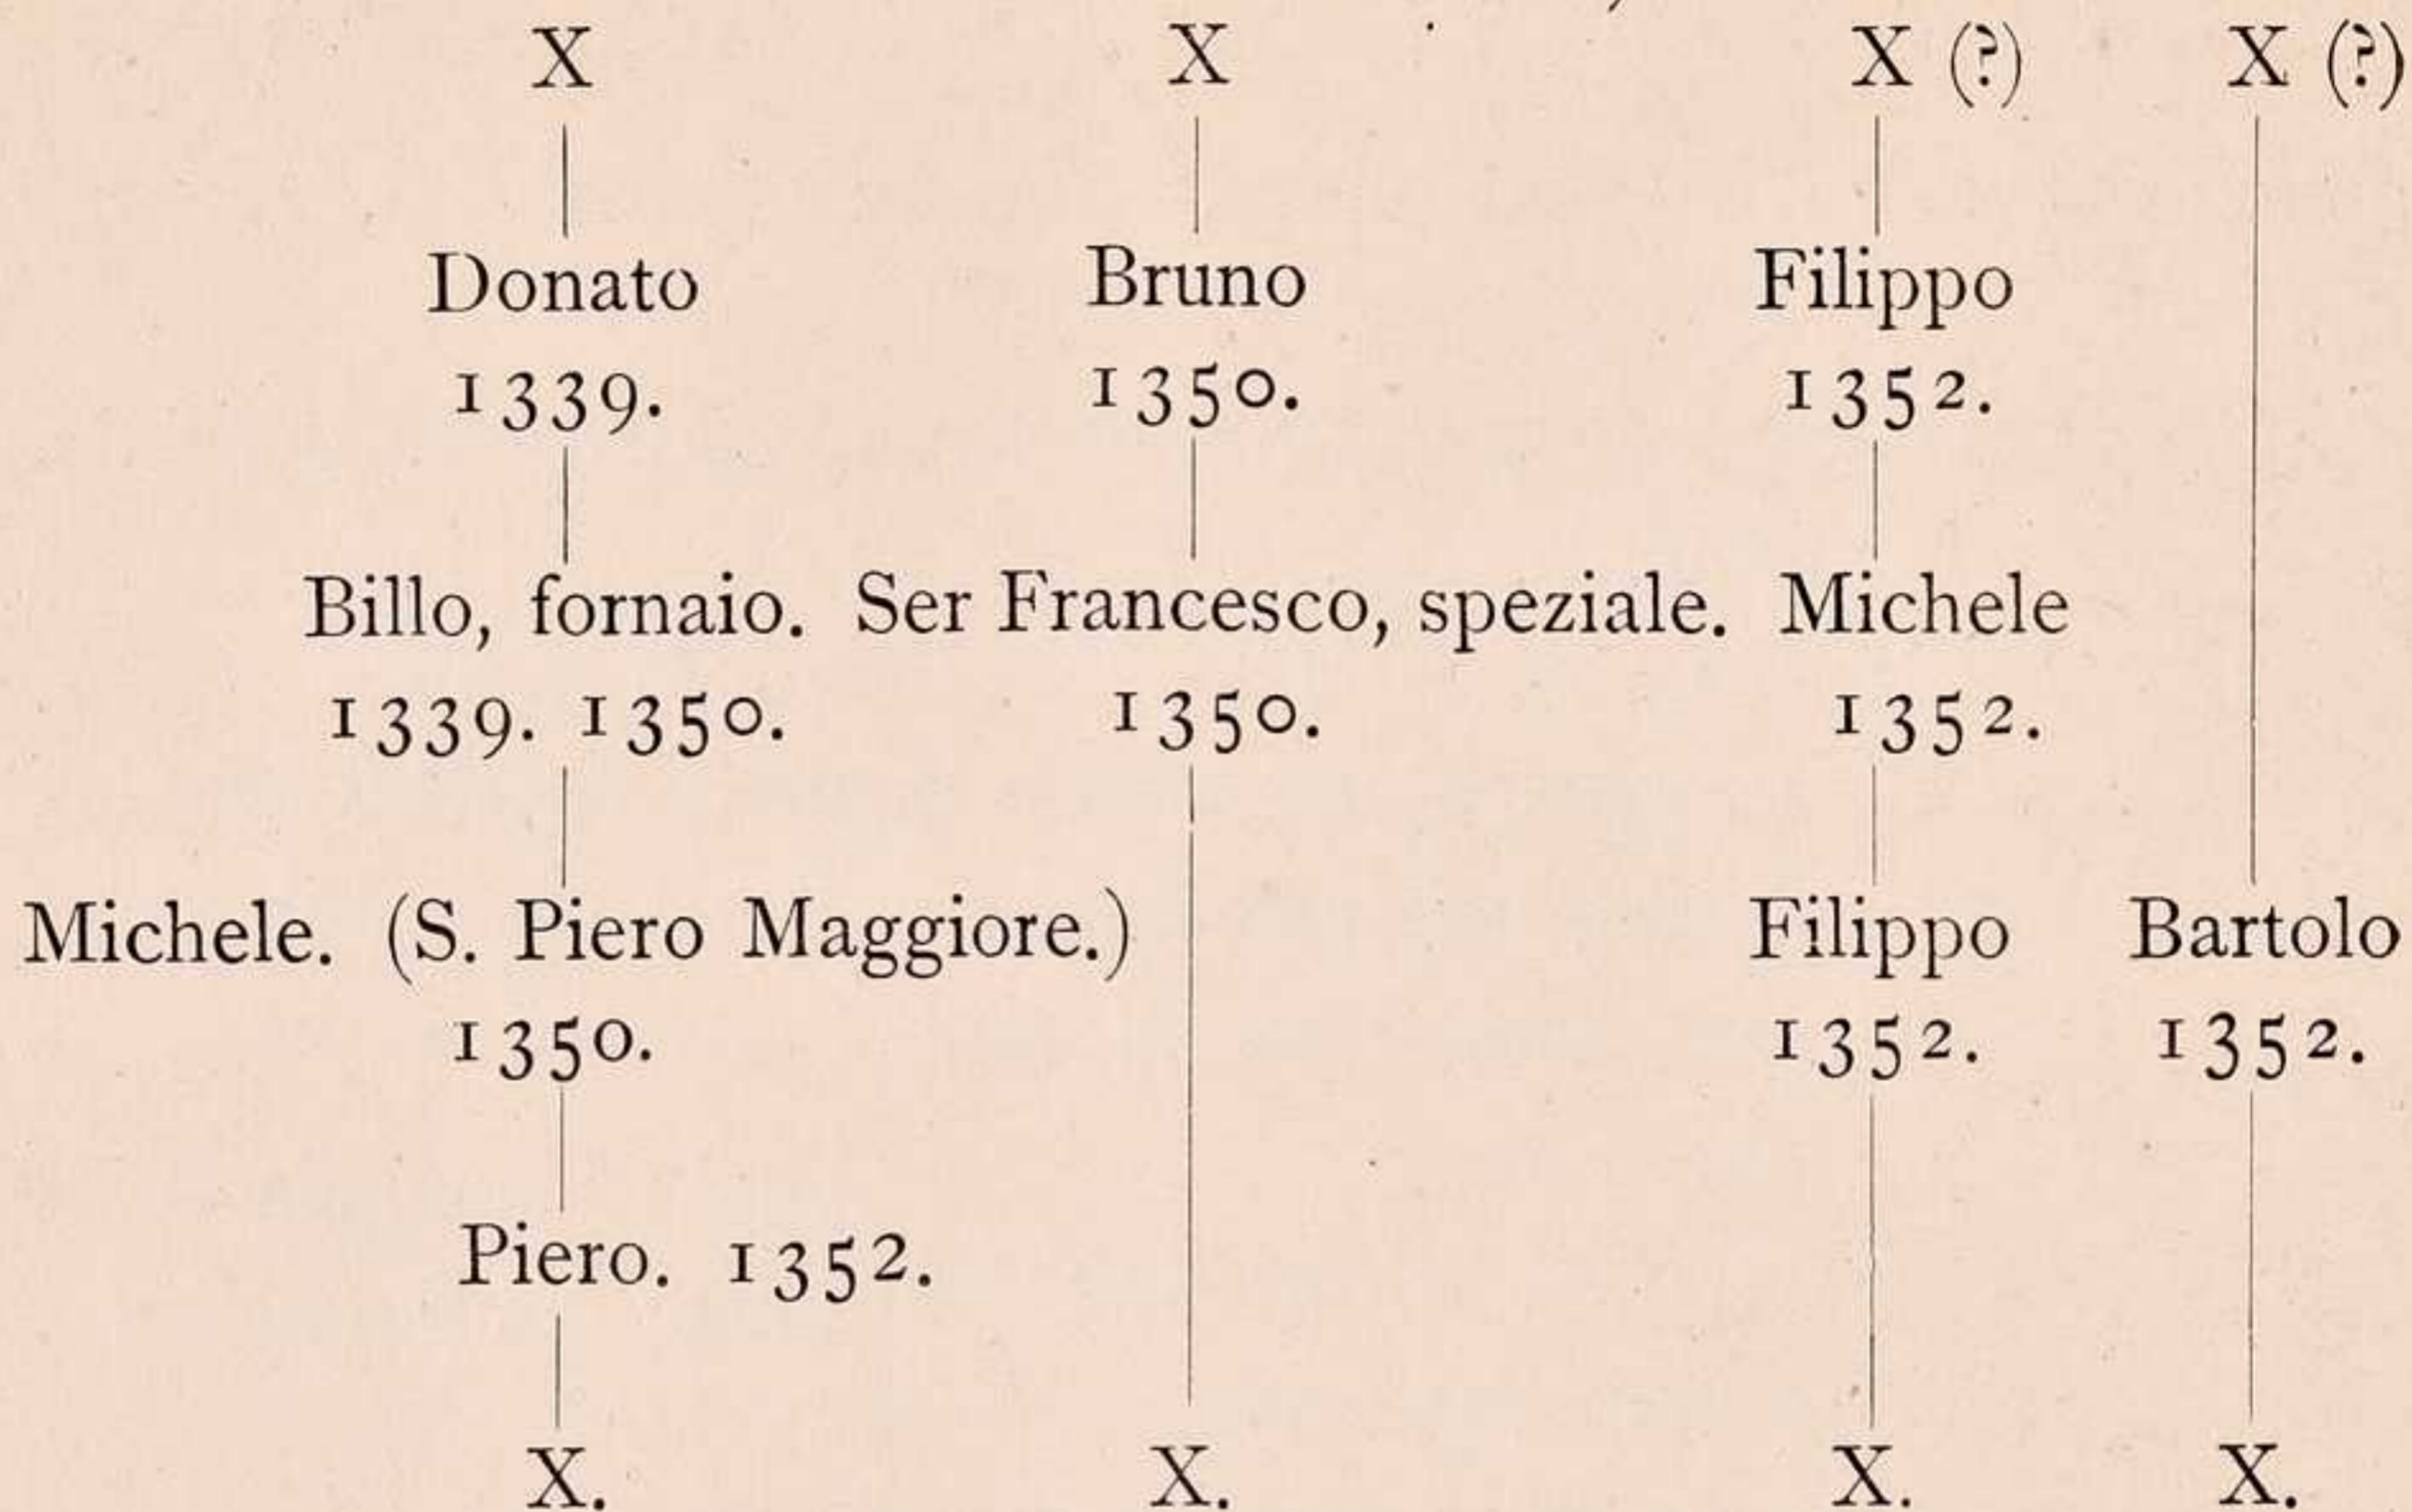 X X X (?) X (?)
Donato Bruno Filippo
1339. 1350. 1352.
Billo, fornaio. Ser Francesco, speziale. Michele
1339. 1350. 1350. 1352.
Michele. (S. Piero Maggiore.) Filippo Bartolo
1350. 1352. 1352.
Piero. 1352.
X. X. X. X.